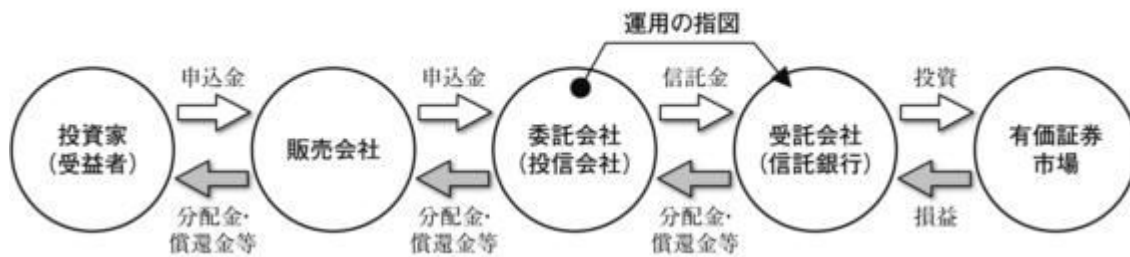 運用の指図
申込金
申込金
信託金
投資
投資家
(受益者)
販売会社
委託会社
(投信会社)
受託会社
(信託銀行)
有価証券
市場
分配金・
償還金等
分配金・
償還金等
分配金・
償還金等
損益